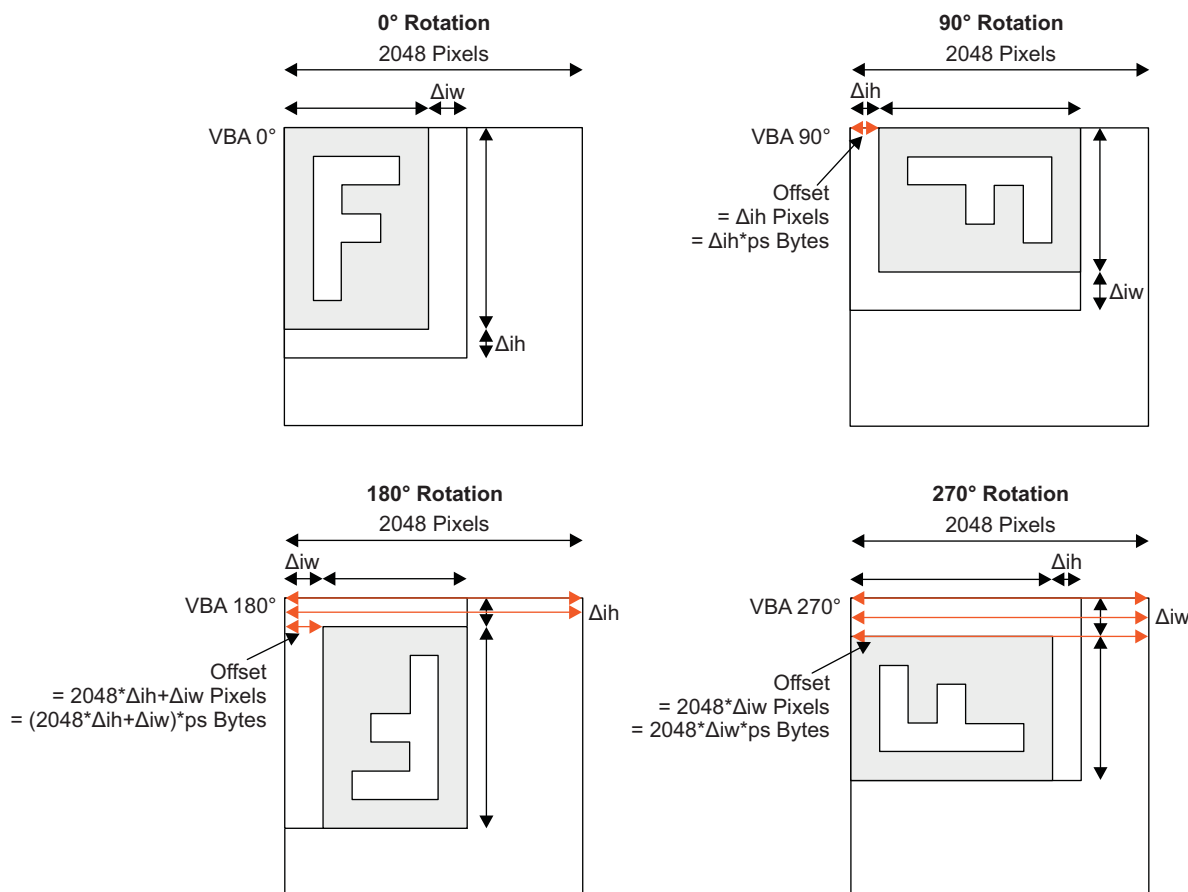 0° Rotation
2048 Pixels
Δiw
VBA 0°
Δih
90° Rotation
2048 Pixels
Δih
VBA 90°
Offset
= Δih Pixels
= Δih*ps Bytes
Δiw
180° Rotation
2048 Pixels
Δiw
VBA 180°
Δih
Offset
= 2048*Δih+Δiw Pixels
= (2048*Δih+Δiw)*ps Bytes
270° Rotation
2048 Pixels
Δih
VBA 270°
Δiw
Offset
= 2048*Δiw Pixels
= 2048*Δiw*ps Bytes